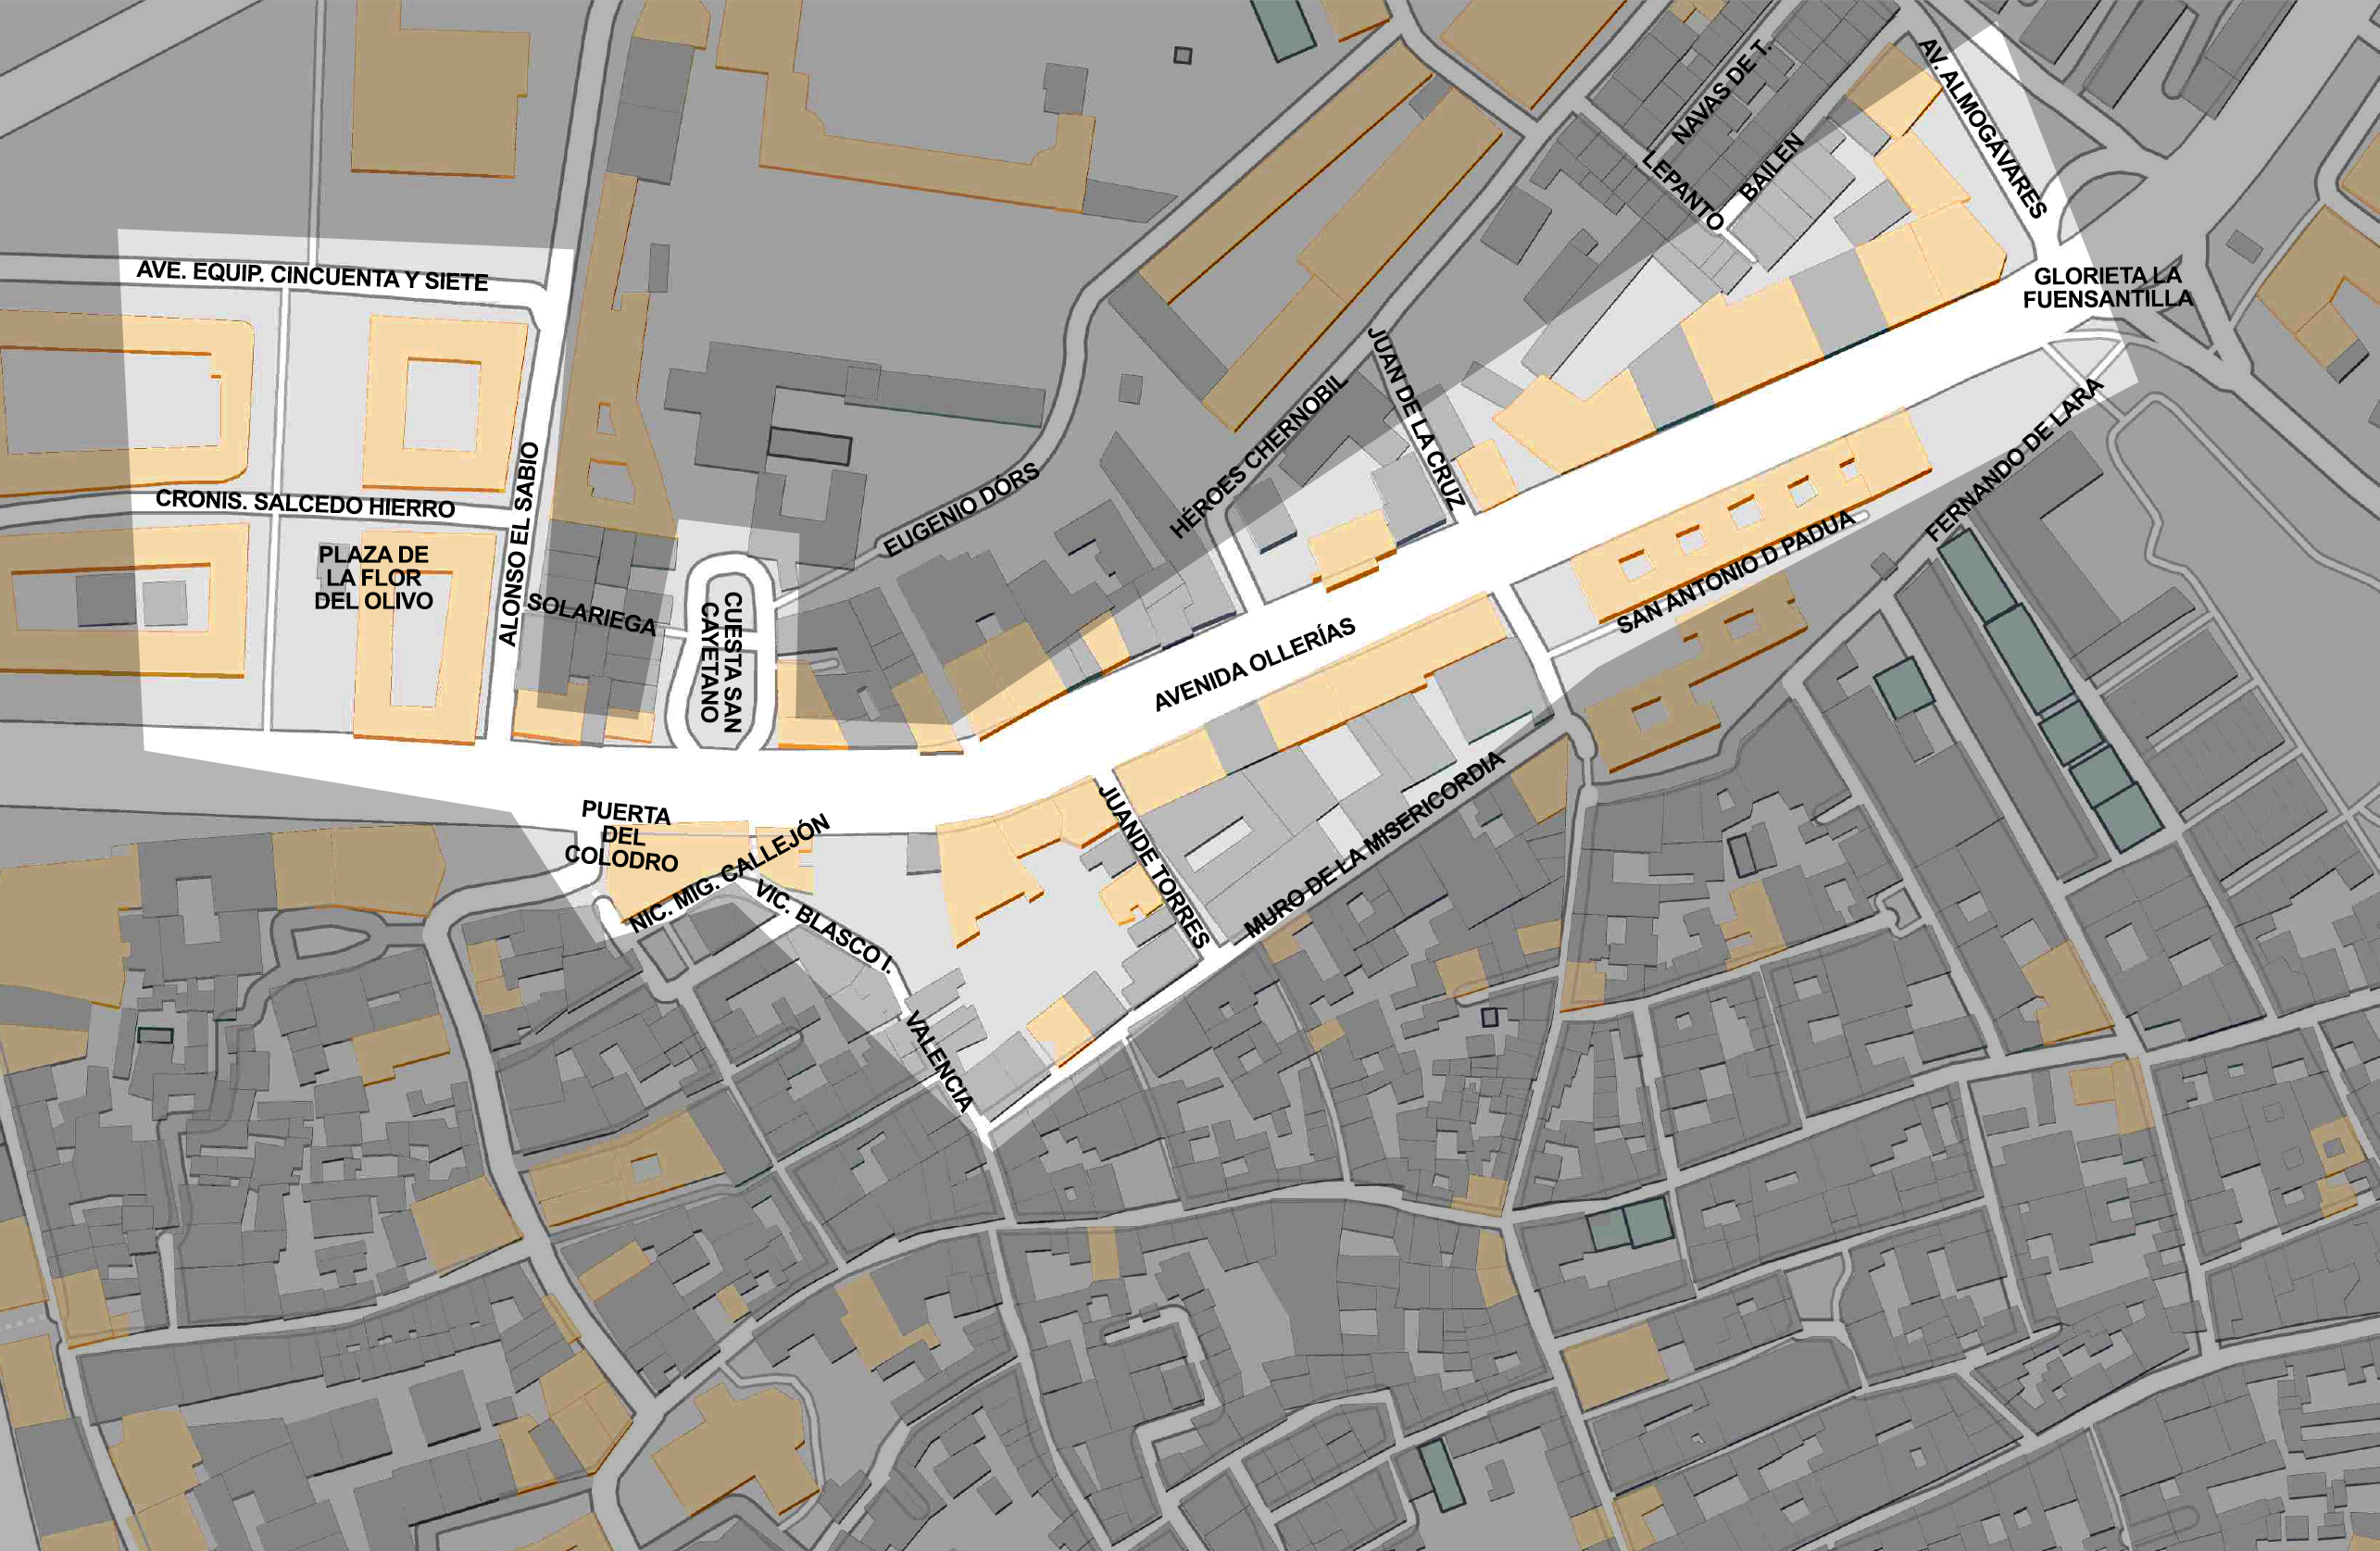 NAVAS DE T.
AV. ALMOGÁVARES
BAILEN
LEPANTO
AVE. EQUIP. CINCUENTA Y SIETE
GLORIETA LA
FUENSANTILLA
JUAN DE LA CRUZ
HÉROES CHERNOBIL
FERNANDO DE LARA
CRONIS. SALCEDO HIERRO
ALONSO EL SABIO
EUGENIO DÓRS
SAN ANTONIO D PADUA
PLAZA DE
LA FLOR
DEL OLIVO
SOLARIEGA
CUESTA SAN
CAYETANO
AVENIDA OLLERÍAS
PUERTA
DEL
COLODRO
NIC. MIG. CALLEJÓN
VIC. BLASCO I.
JUANDE TORRES
MURO DE LA MISERICORDIA
VALENCIA